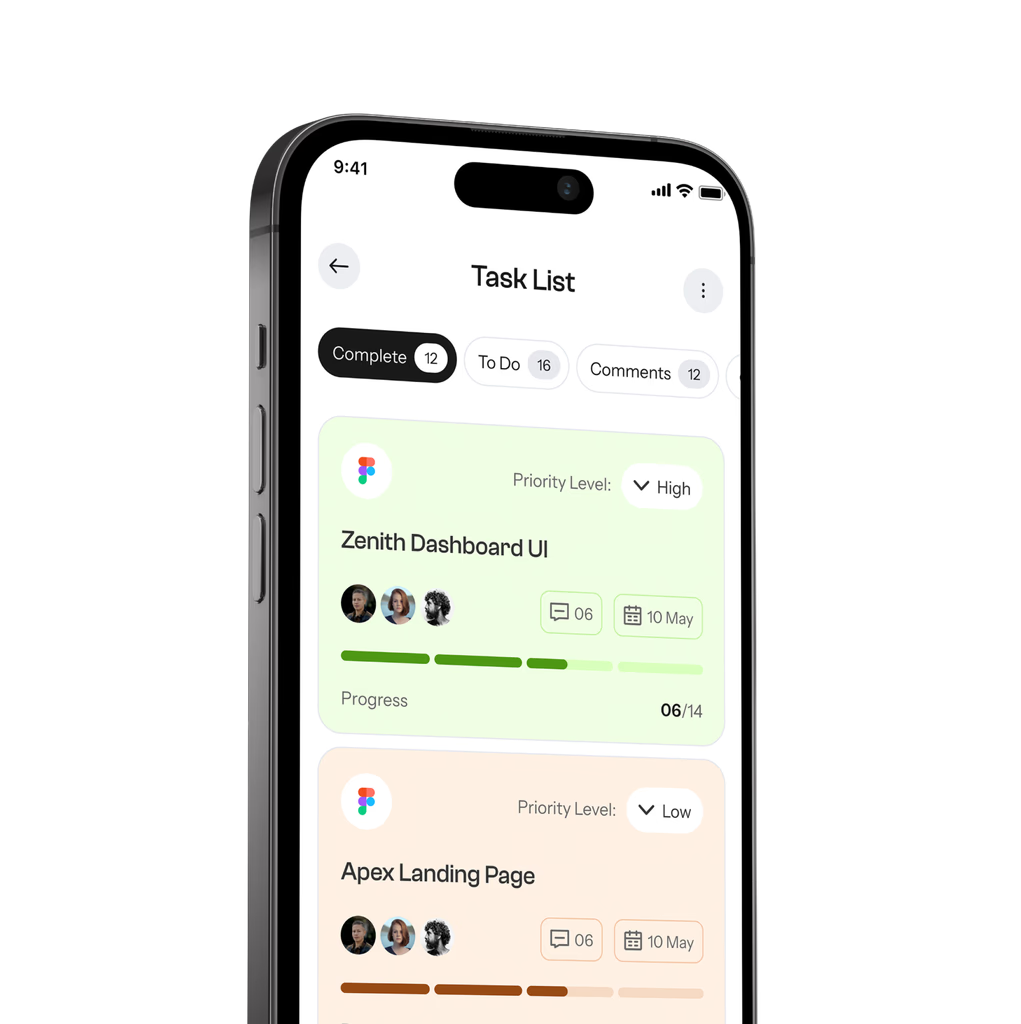 9:41
Task List
Complete 12
To Do 16
Comments 12
Priority Level: High
Zenith Dashboard UI
06
10 May
Progress 06/14
Priority Level: Low
Apex Landing Page
06
10 May